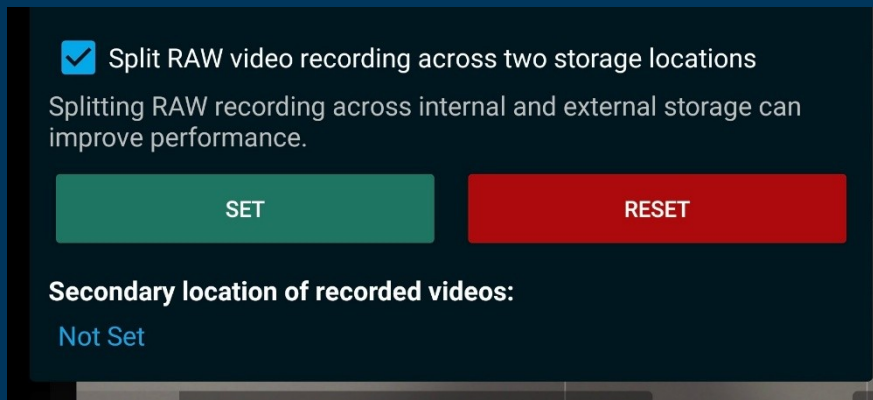 Split RAW video recording across two storage locations
Splitting RAW recording across internal and external storage can
improve performance.
SET
RESET
Secondary location of recorded videos:
Not Set